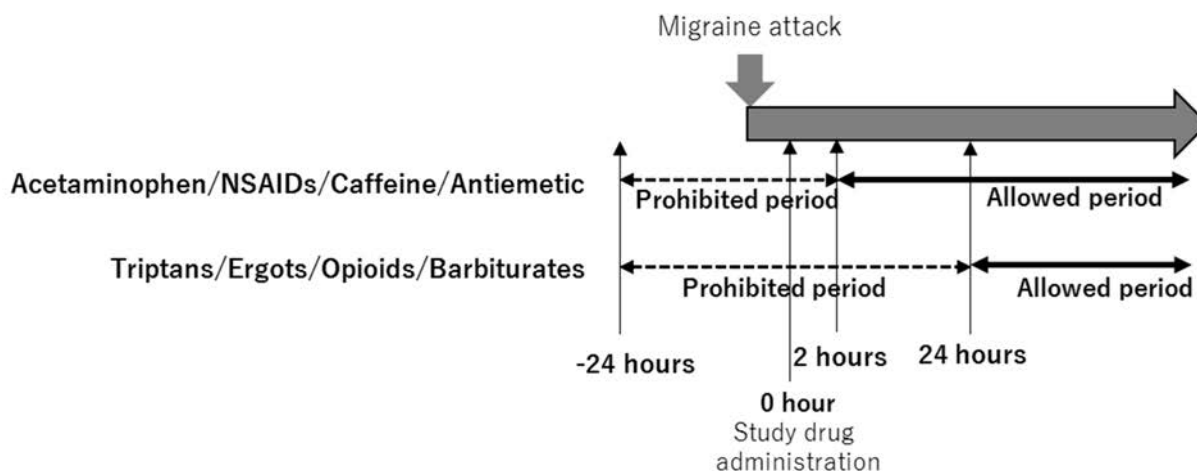 Migraine attack
Acetaminophen/NSAIDs/Caffeine/Antiemetic
Prohibited period
Allowed period
Triptans/Ergots/Opioids/Barbiturates
Prohibited period
Allowed period
-24 hours
2 hours
24 hours
0 hour
Study drug
administration